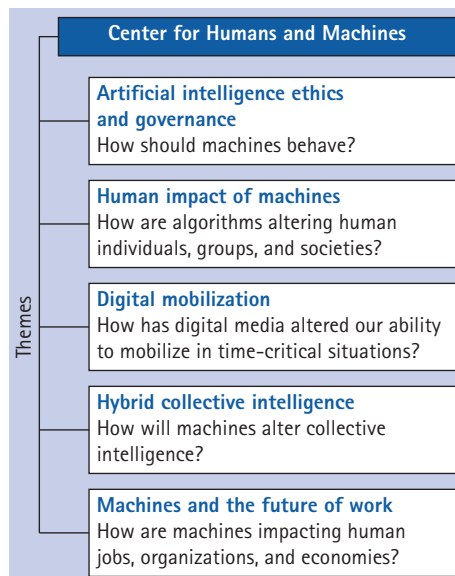 Center for Humans and Machines
Themes
Artificial intelligence ethics
and governance
How should machines behave?
Human impact of machines
How are algorithms altering human
individuals, groups, and societies?
Digital mobilization
How has digital media altered our ability
to mobilize in time-critical situations?
Hybrid collective intelligence
How will machines alter collective
intelligence?
Machines and the future of work
How are machines impacting human
jobs, organizations, and economies?